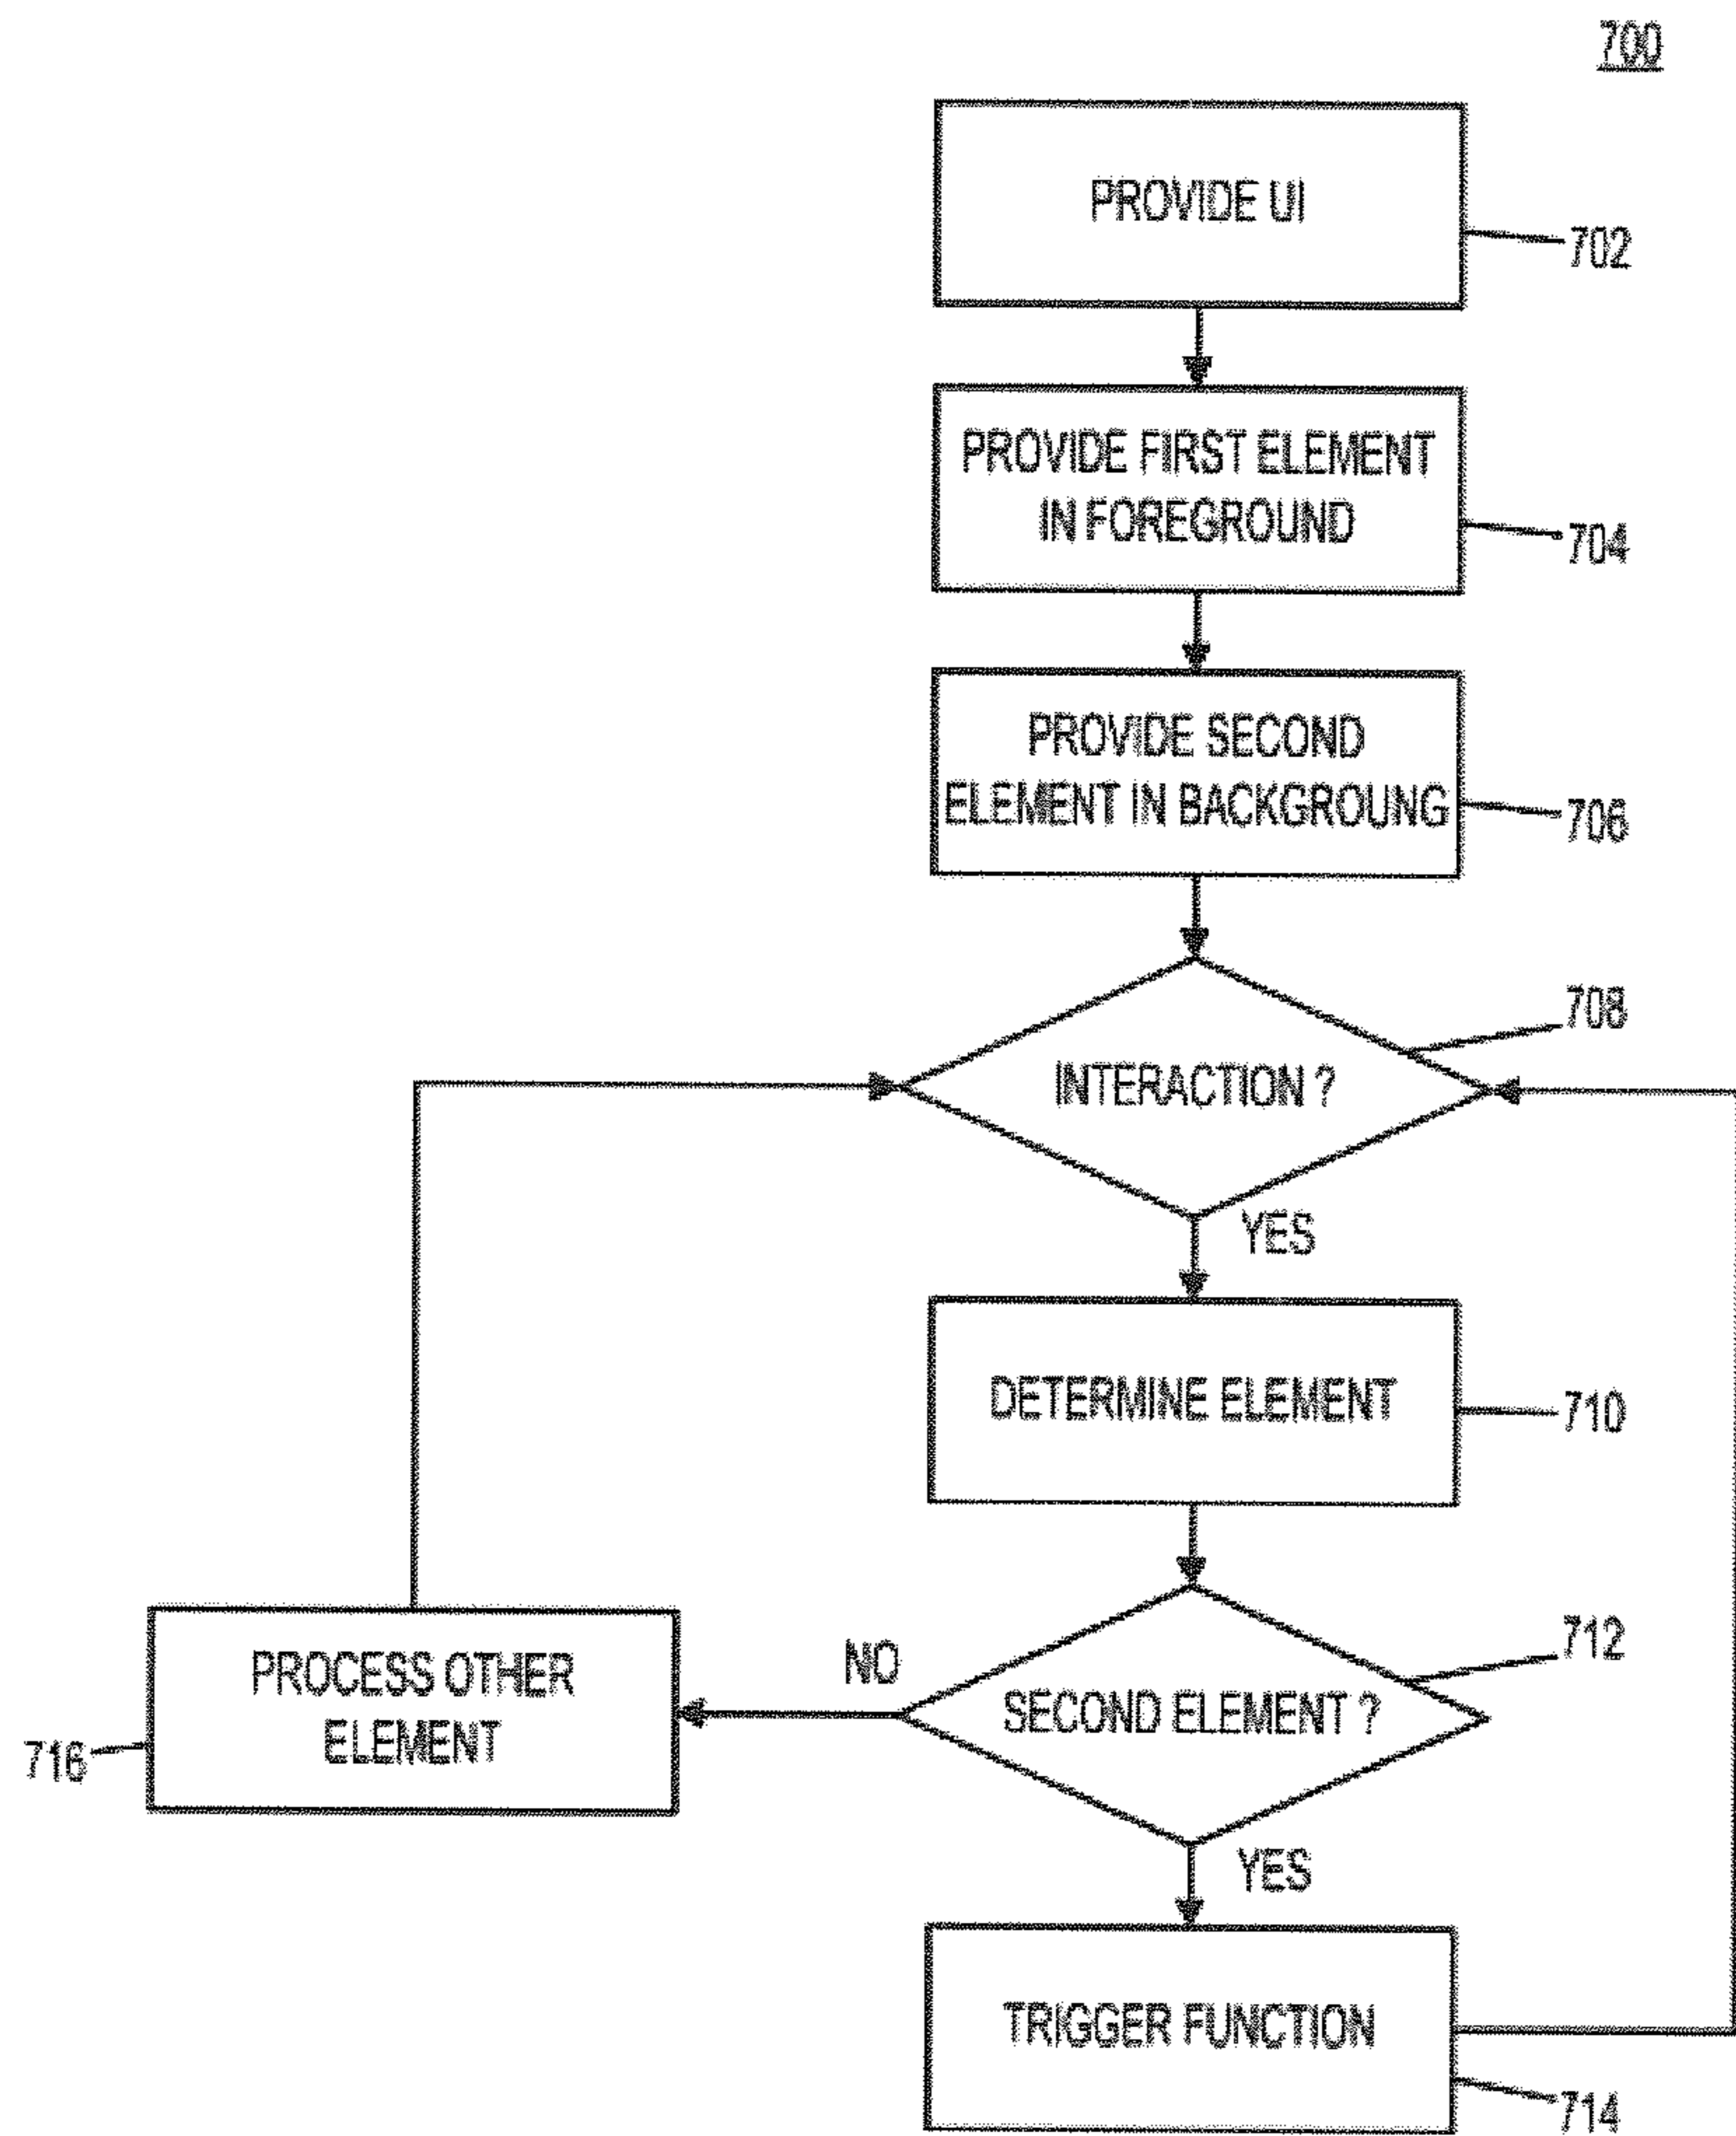 700
PROVIDE UI
702
PROVIDE FIRST ELEMENT
IN FOREGROUND
704
PROVIDE SECOND
ELEMENT IN BACKGROUNG
706
708
INTERACTION ?
YES
DETERMINE ELEMENT
710
712
NO
SECOND ELEMENT ?
PROCESS OTHER
ELEMENT
716
YES
TRIGGER FUNCTION
714